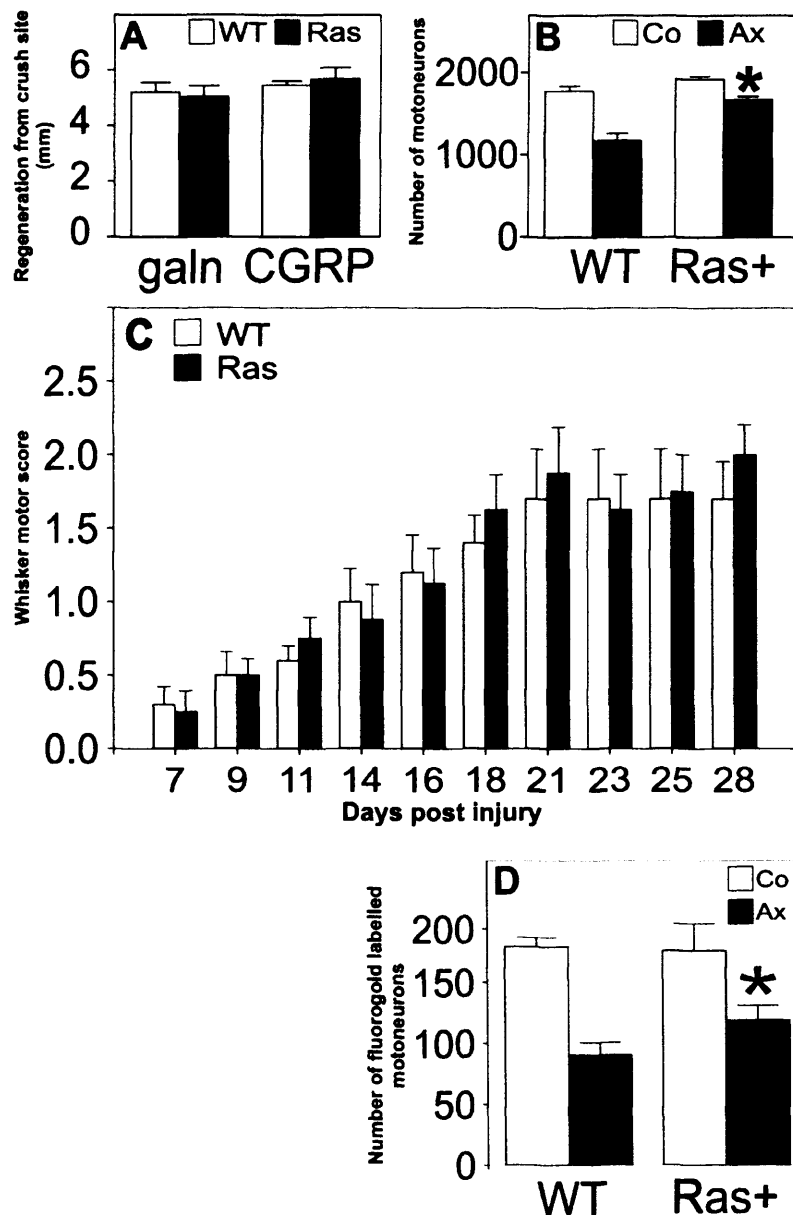 A
WT Ras
Regeneration from crush site
(mm)
6
4
2
0
galn CGRP
B
Co Ax
Number of motoneurons
2000
*
1000
0
WT Ras+
C
WT
Ras
Whisker motor score
2.5
2.0
1.5
1.0
0.5
0.0
7 9 11 14 16 18 21 23 25 28
Days post injury
D
Co
Ax
Number of fluorogold labelled
motoneurons
200
150
*
100
50
0
WT Ras+